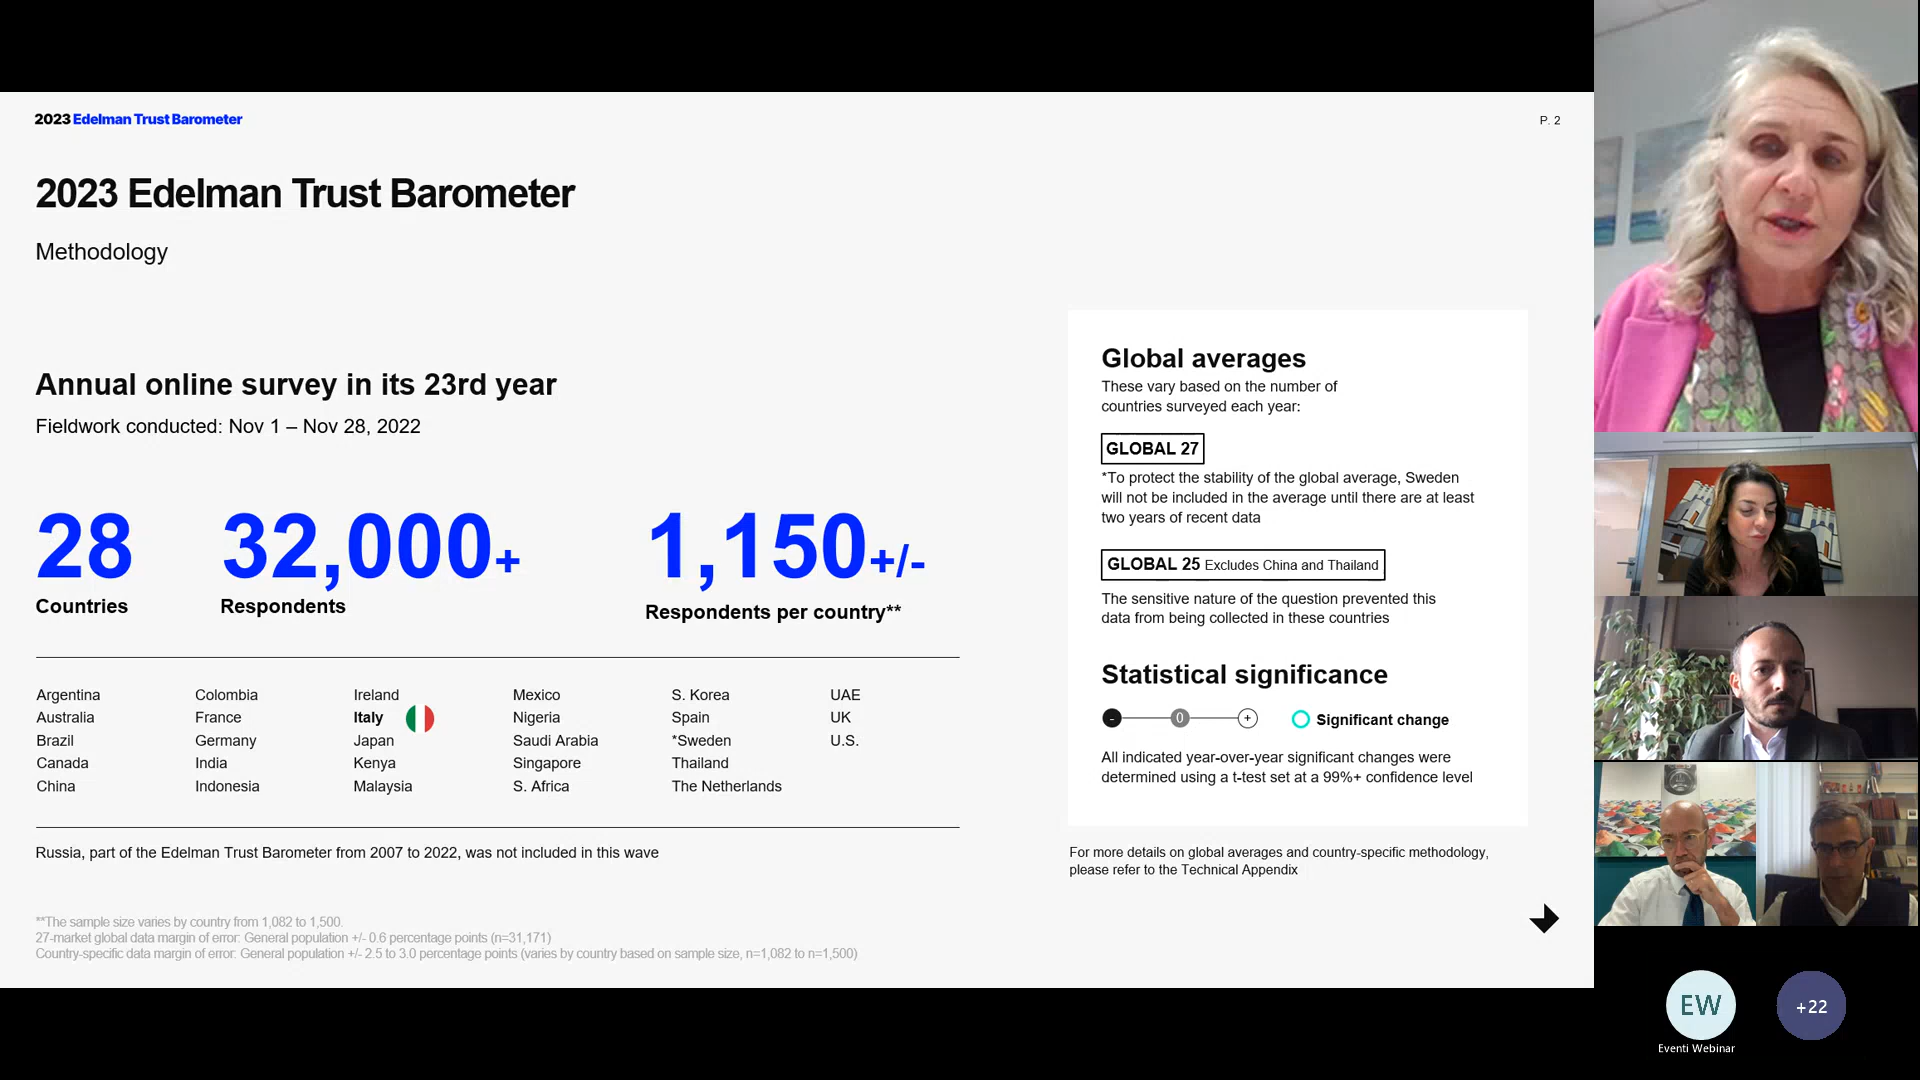 2023 Edelman Trust Barometer
P. 2
2023 Edelman Trust Barometer
Methodology
Annual online survey in its 23rd year
Fieldwork conducted: Nov 1 – Nov 28, 2022
28
Countries
32,000+
Respondents
1,150+/-
Respondents per country**
Argentina
Australia
Brazil
Canada
China
Colombia
France
Germany
India
Indonesia
Ireland
Italy
Japan
Kenya
Malaysia
Mexico
Nigeria
Saudi Arabia
Singapore
S. Africa
S. Korea
Spain
*Sweden
Thailand
The Netherlands
UAE
UK
U.S.
Russia, part of the Edelman Trust Barometer from 2007 to 2022, was not included in this wave
**The sample size varies by country from 1,082 to 1,500.
27-market global data margin of error: General population +/- 0.6 percentage points (n=31,171)
Country-specific data margin of error: General population +/- 2.5 to 3.0 percentage points (varies by country based on sample size, n=1,082 to n=1,500)
Global averages
These vary based on the number of
countries surveyed each year:
GLOBAL 27
*To protect the stability of the global average, Sweden
will not be included in the average until there are at least
two years of recent data
GLOBAL 25 Excludes China and Thailand
The sensitive nature of the question prevented this
data from being collected in these countries
Statistical significance
- 0 + Significant change
All indicated year-over-year significant changes were
determined using a t-test set at a 99%+ confidence level
For more details on global averages and country-specific methodology,
please refer to the Technical Appendix
EW
Eventi Webinar
+22